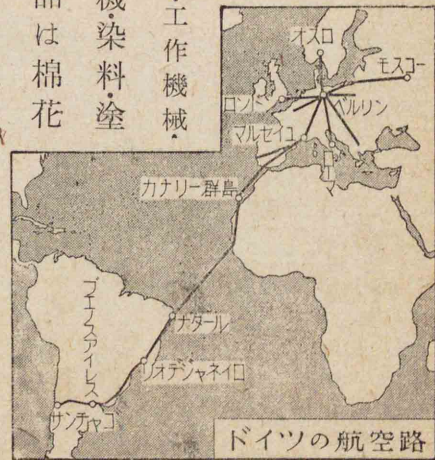 ・工作機械・
機・染料・塗
品は棉花
オスロ
モスコー
ロンドン
ベルリン
マルセイユ
ローマ
カナリー群島
ナタール
ブエノスアイレス
リオデジャネイロ
サンチャゴ
ドイツの航空路